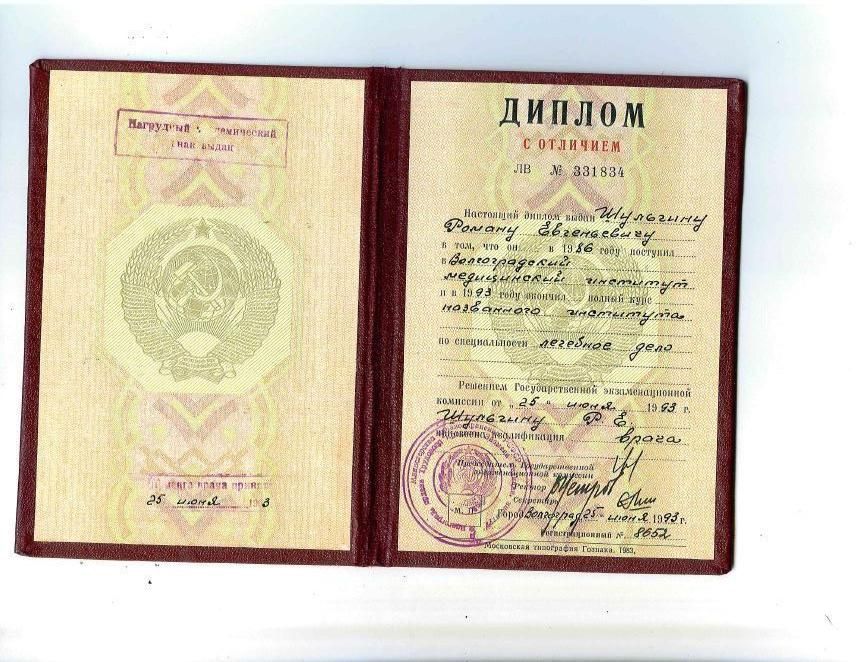 Нагрудный академический
знак выдан
врача
25 июня 1993
ДИПЛОМ
С ОТЛИЧИЕМ
ЛВ № 331834
Настоящий диплом выдан Шульгину
Роману Евгеньевичу
в том, что он в 1986 году поступил
в Волгоградский
медицинский институт
и в 1993 году окончил полный курс
названного института
по специальности лечебное дело
Решением Государственной экзаменационной
комиссии от „25" июня 1993 г.
Шульгину Р. Е.
присвоена квалификация врача
Председатель Государственной
экзаменационной комиссии
Ректор
Секретарь
М. П.
Город Волгоград 25 июня 1993 г.
Регистрационный № 8652
Московская типография Гознака. 1983.